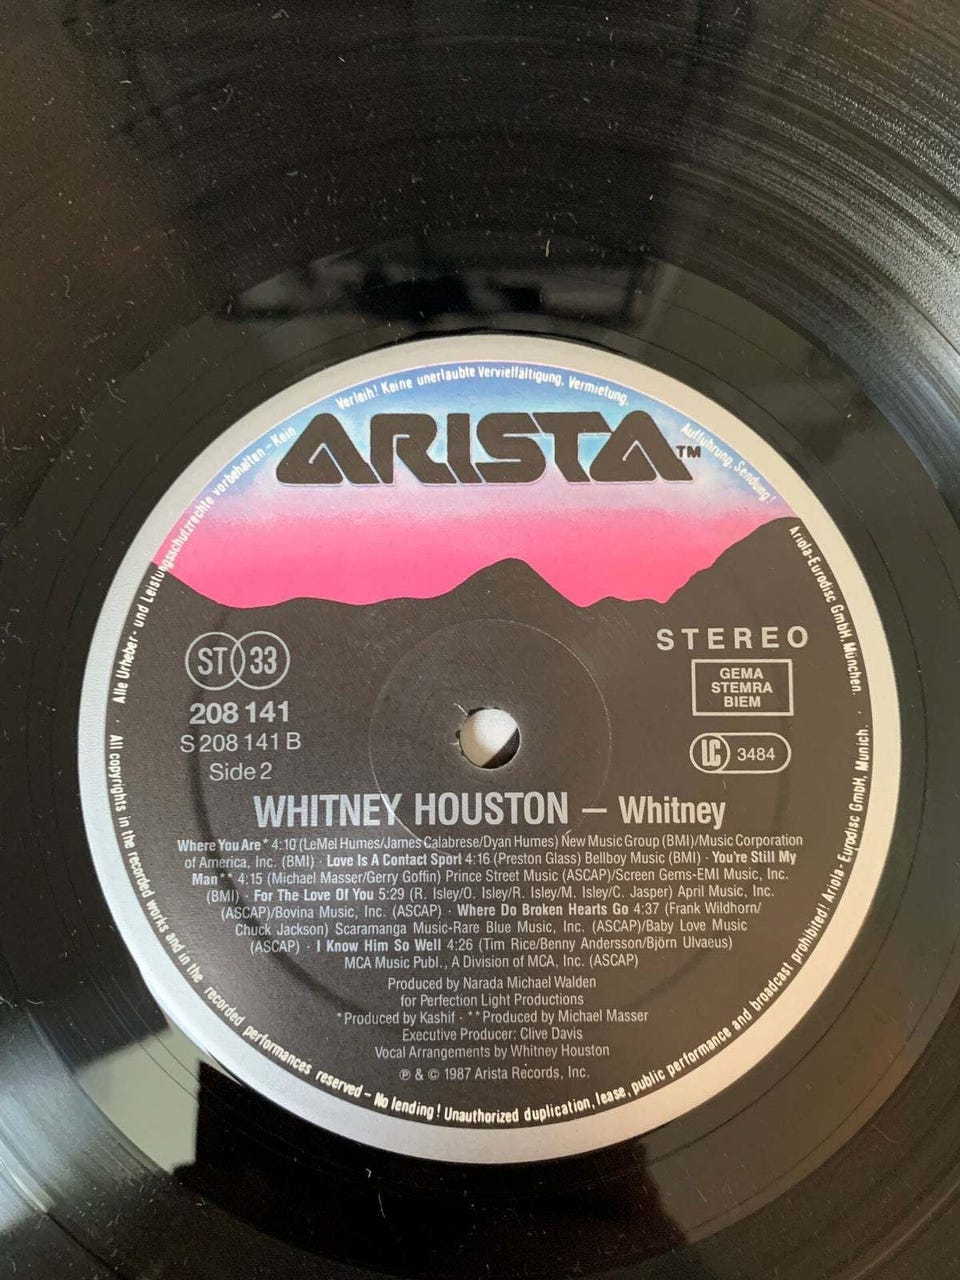 Alle Urheber- und Leistungsschutzrechte vorbehalten - Kein Verleih! Keine unerlaubte Vervielfältigung, Vermietung, Aufführung, Sendung!
ARISTA™
Ariola-Eurodisc GmbH, München.
ST 33
STEREO
208 141
GEMA
STEMRA
BIEM
S 208 141 B
LC 3484
Side 2
WHITNEY HOUSTON – Whitney
Where You Are * 4:10 (LeMel Humes/James Calabrese/Dyan Humes) New Music Group (BMI)/Music Corporation
of America, Inc. (BMI) · Love Is A Contact Sport 4:16 (Preston Glass) Bellboy Music (BMI) · You're Still My
Man ** 4:15 (Michael Masser/Gerry Goffin) Prince Street Music (ASCAP)/Screen Gems-EMI Music, Inc.
(BMI) · For The Love Of You 5:29 (R. Isley/O. Isley/R. Isley/M. Isley/C. Jasper) April Music, Inc.
(ASCAP)/Bovina Music, Inc. (ASCAP) · Where Do Broken Hearts Go 4:37 (Frank Wildhorn/
Chuck Jackson) Scaramanga Music-Rare Blue Music, Inc. (ASCAP)/Baby Love Music
(ASCAP) · I Know Him So Well 4:26 (Tim Rice/Benny Andersson/Björn Ulvaeus)
MCA Music Publ., A Division of MCA, Inc. (ASCAP)
Produced by Narada Michael Walden
for Perfection Light Productions
*Produced by Kashif · **Produced by Michael Masser
Executive Producer: Clive Davis
Vocal Arrangements by Whitney Houston
℗ & © 1987 Arista Records, Inc.
· All copyrights in the recorded works and in the recorded performances reserved – No lending! Unauthorized duplication, lease, public performance and broadcast prohibited! Ariola-Eurodisc GmbH, Munich. ·